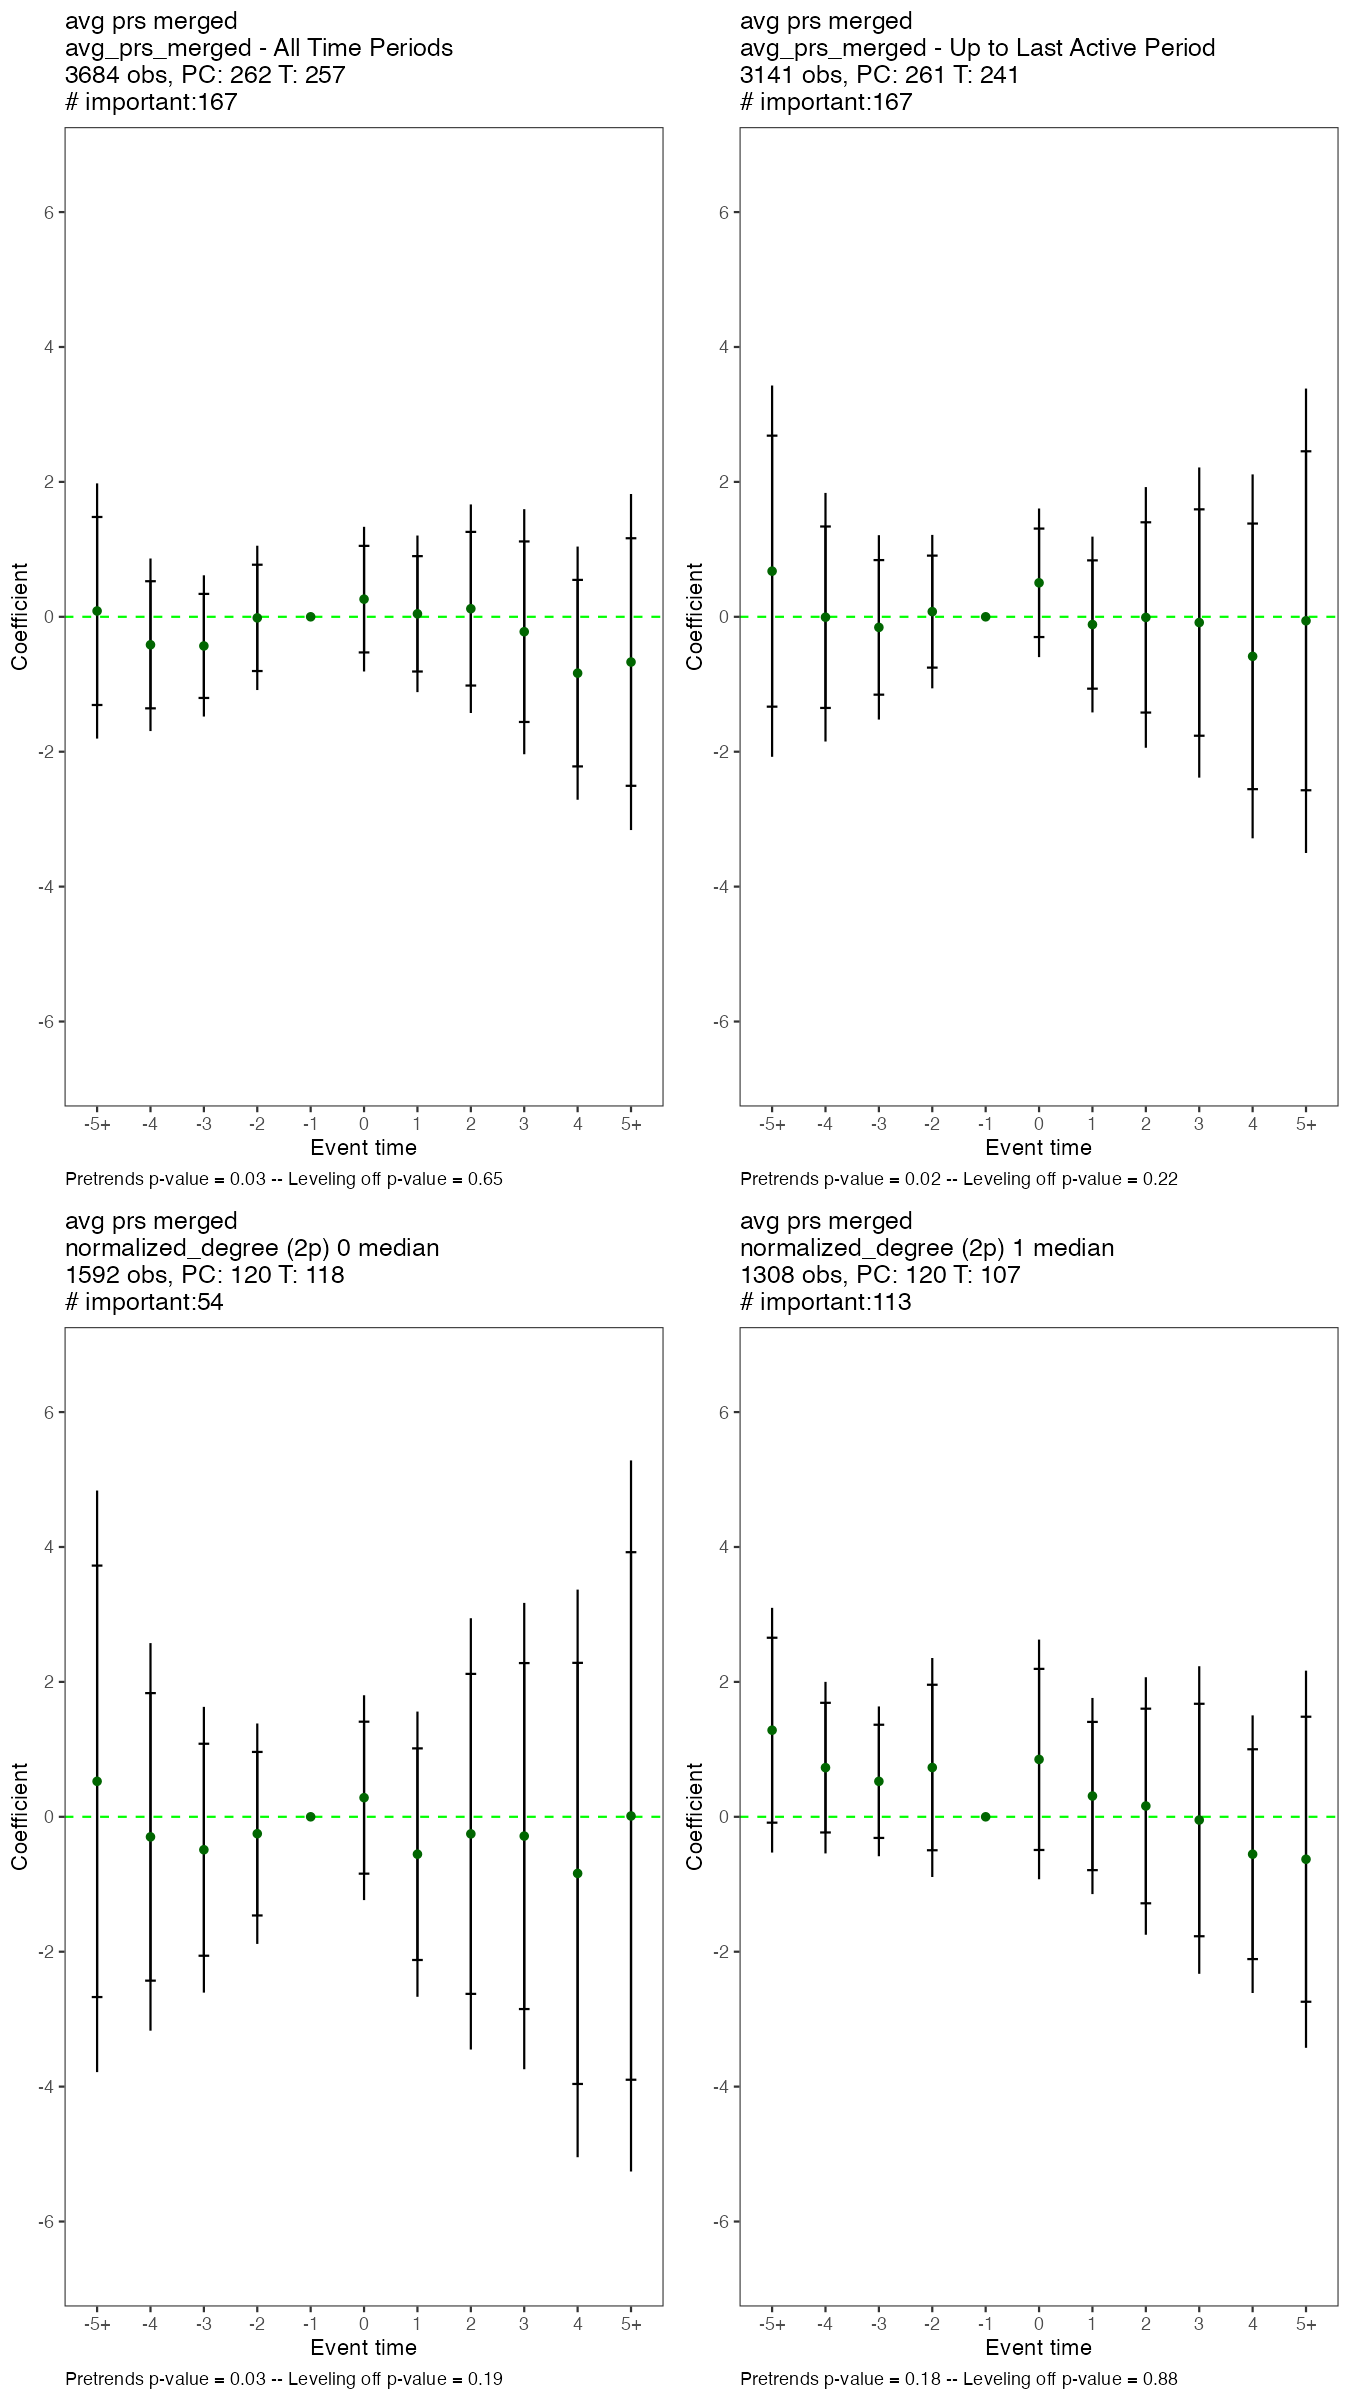 avg prs merged
avg_prs_merged - All Time Periods
3684 obs, PC: 262 T: 257
# important:167
6
4
2
0
-2
-4
-6
Coefficient
-5+ -4 -3 -2 -1 0 1 2 3 4 5+
Event time
Pretrends p-value = 0.03 -- Leveling off p-value = 0.65
avg prs merged
avg_prs_merged - Up to Last Active Period
3141 obs, PC: 261 T: 241
# important:167
6
4
2
0
-2
-4
-6
Coefficient
-5+ -4 -3 -2 -1 0 1 2 3 4 5+
Event time
Pretrends p-value = 0.02 -- Leveling off p-value = 0.22
avg prs merged
normalized_degree (2p) 0 median
1592 obs, PC: 120 T: 118
# important:54
6
4
2
0
-2
-4
-6
Coefficient
-5+ -4 -3 -2 -1 0 1 2 3 4 5+
Event time
Pretrends p-value = 0.03 -- Leveling off p-value = 0.19
avg prs merged
normalized_degree (2p) 1 median
1308 obs, PC: 120 T: 107
# important:113
6
4
2
0
-2
-4
-6
Coefficient
-5+ -4 -3 -2 -1 0 1 2 3 4 5+
Event time
Pretrends p-value = 0.18 -- Leveling off p-value = 0.88